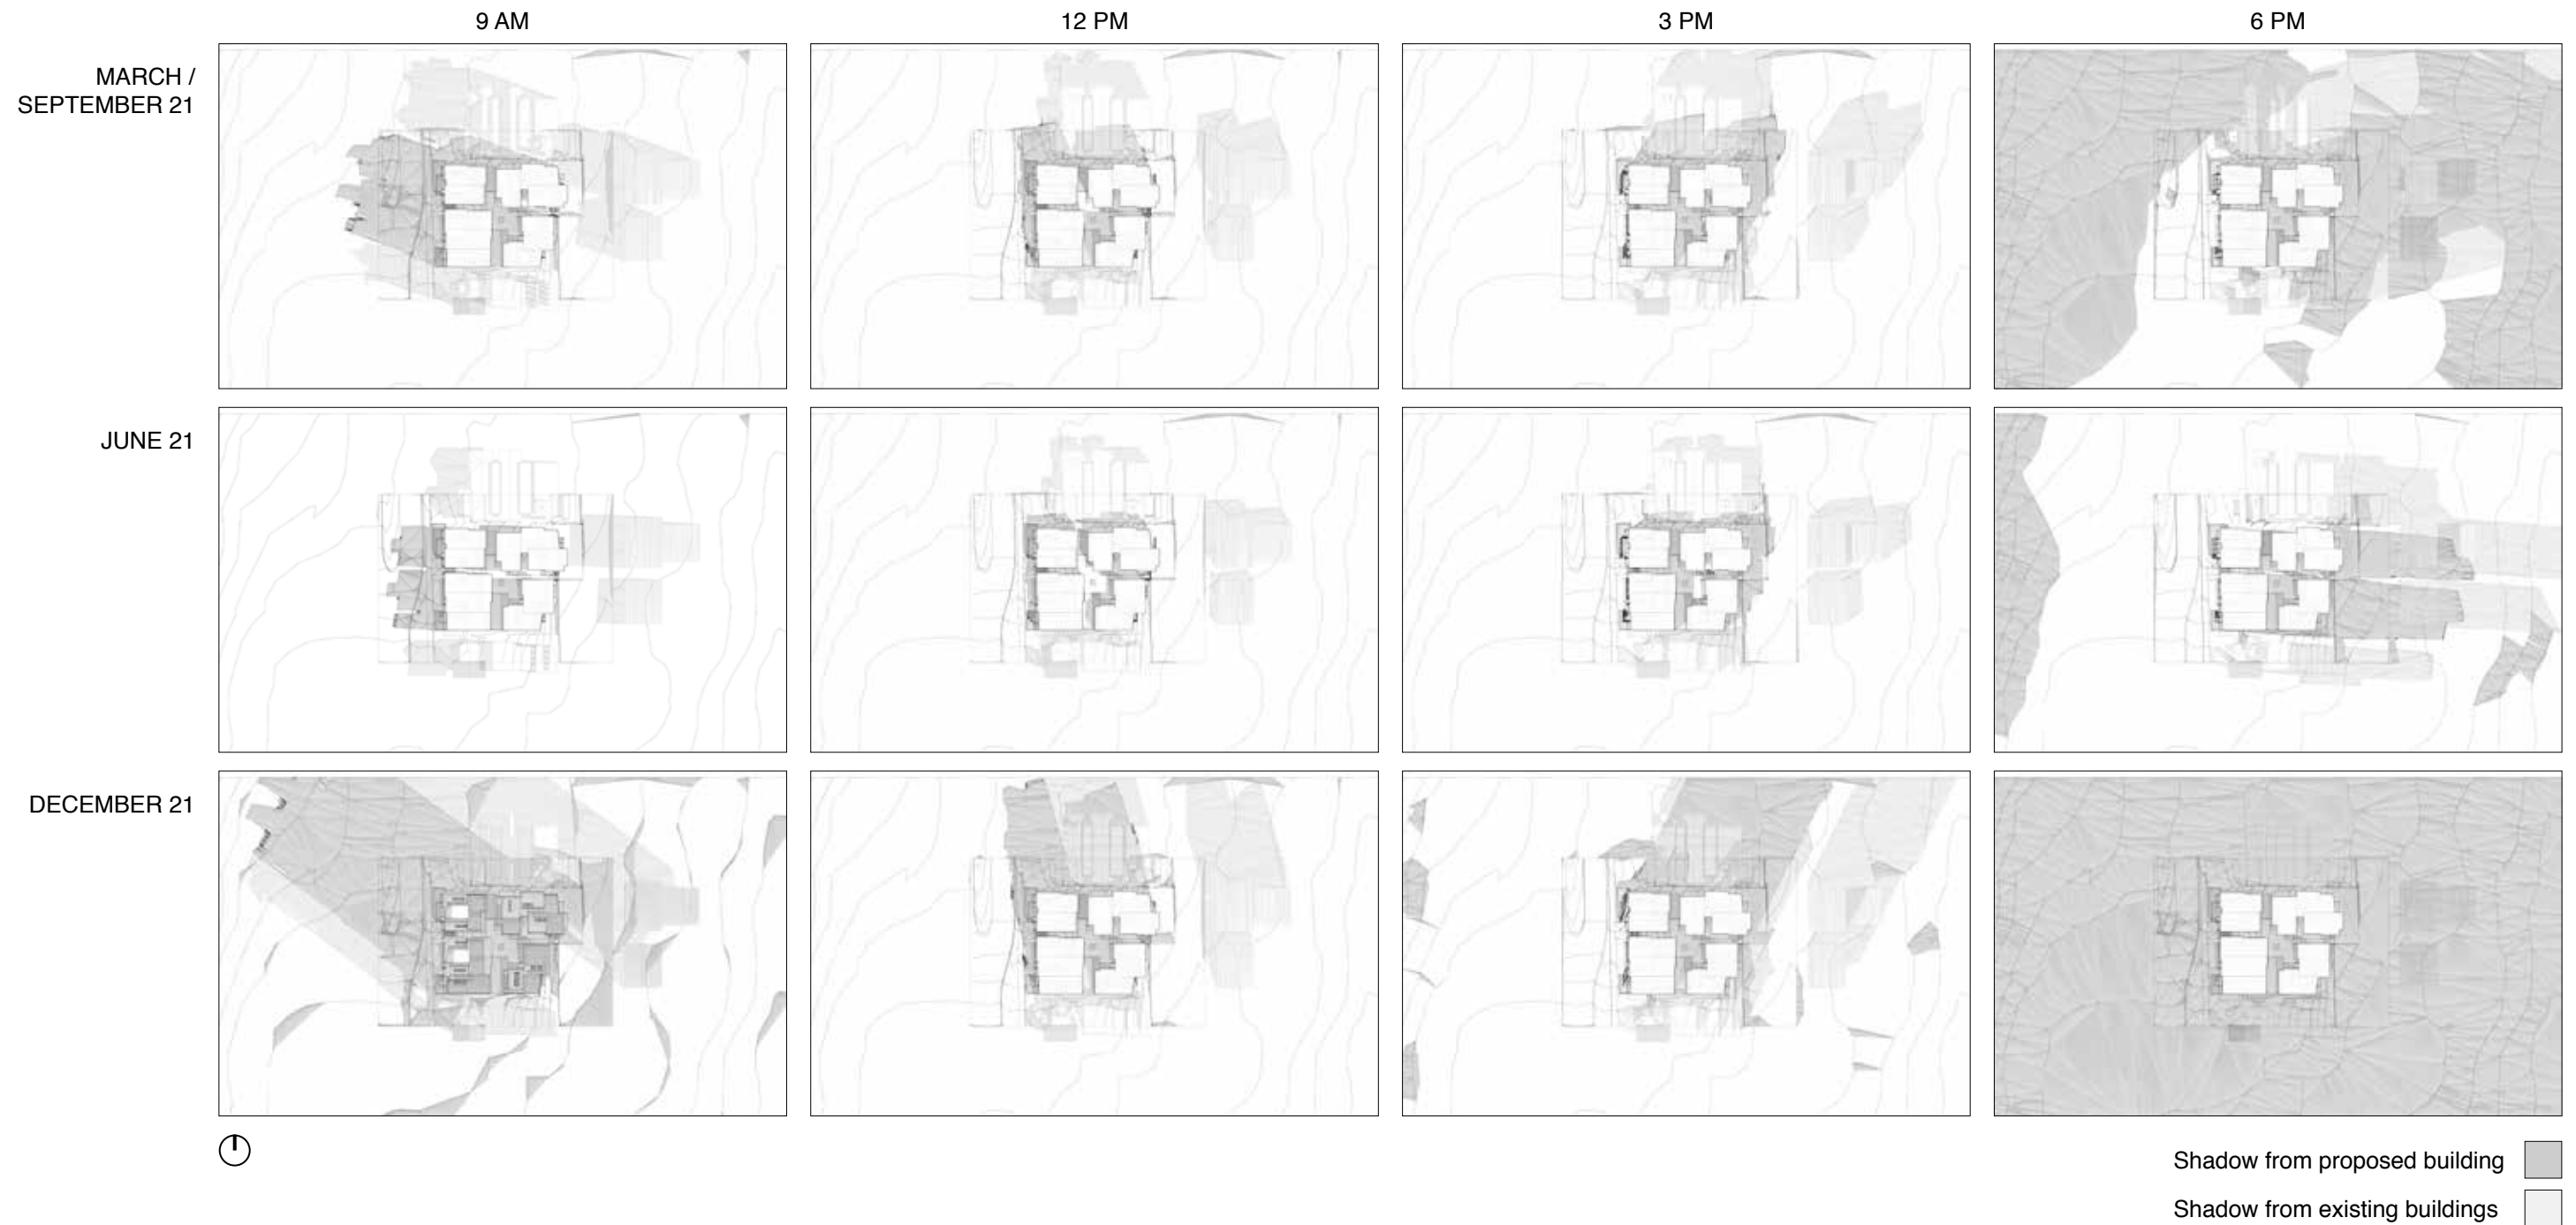 9 AM
12 PM
3 PM
6 PM
MARCH /
SEPTEMBER 21
JUNE 21
DECEMBER 21
Shadow from proposed building
Shadow from existing buildings